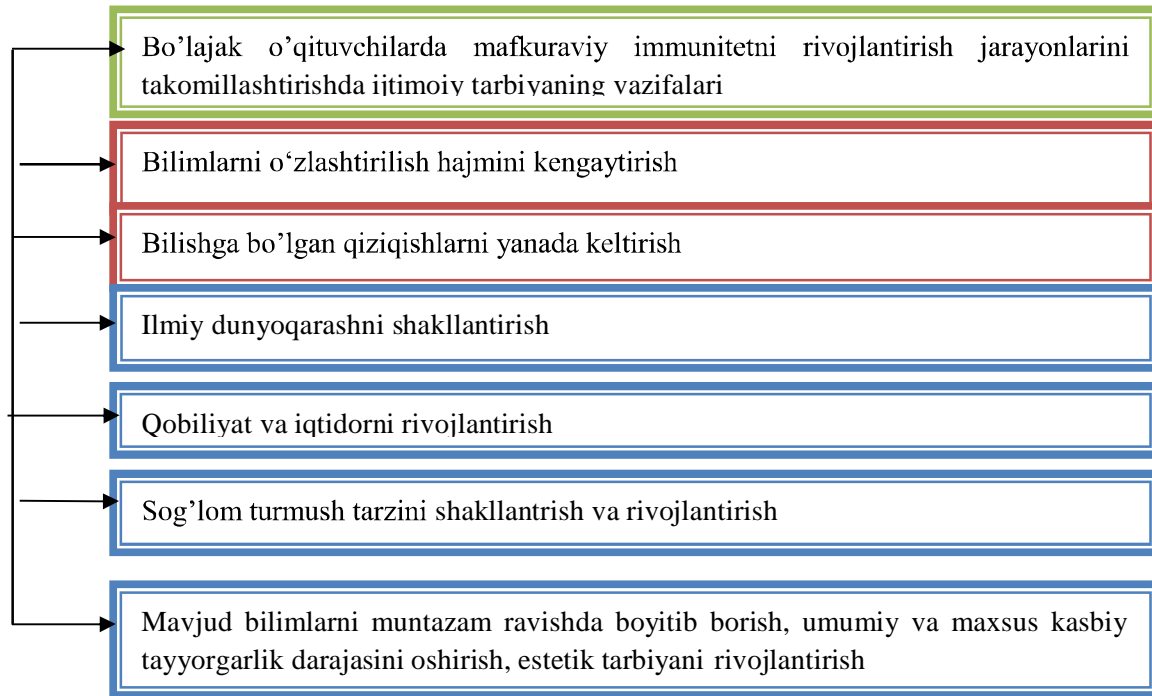 Bo’lajak o’qituvchilarda mafkuraviy immunitetni rivojlantirish jarayonlarini
takomillashtirishda ijtimoiy tarbiyaning vazifalari
Bilimlarni o‘zlashtirilish hajmini kengaytirish
Bilishga bo’lgan qiziqishlarni yanada keltirish
Ilmiy dunyoqarashni shakllantirish
Qobiliyat va iqtidorni rivojlantirish
Sog’lom turmush tarzini shakllantrish va rivojlantirish
Mavjud bilimlarni muntazam ravishda boyitib borish, umumiy va maxsus kasbiy
tayyorgarlik darajasini oshirish, estetik tarbiyani rivojlantirish